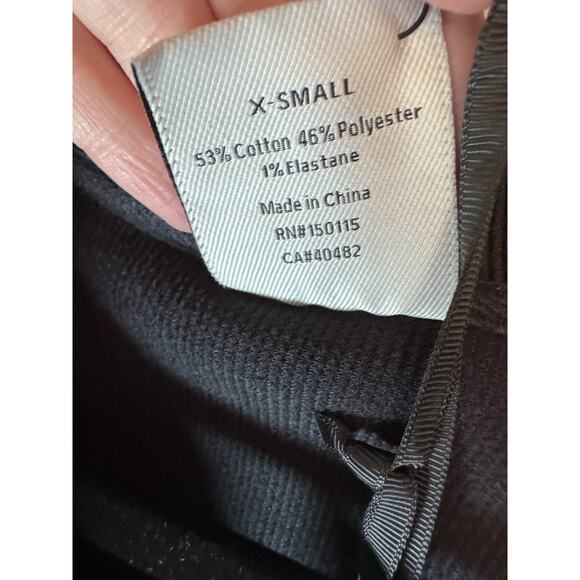 X-SMALL
53% Cotton 46% Polyester
1% Elastane
Made in China
RN#150115
CA#40482